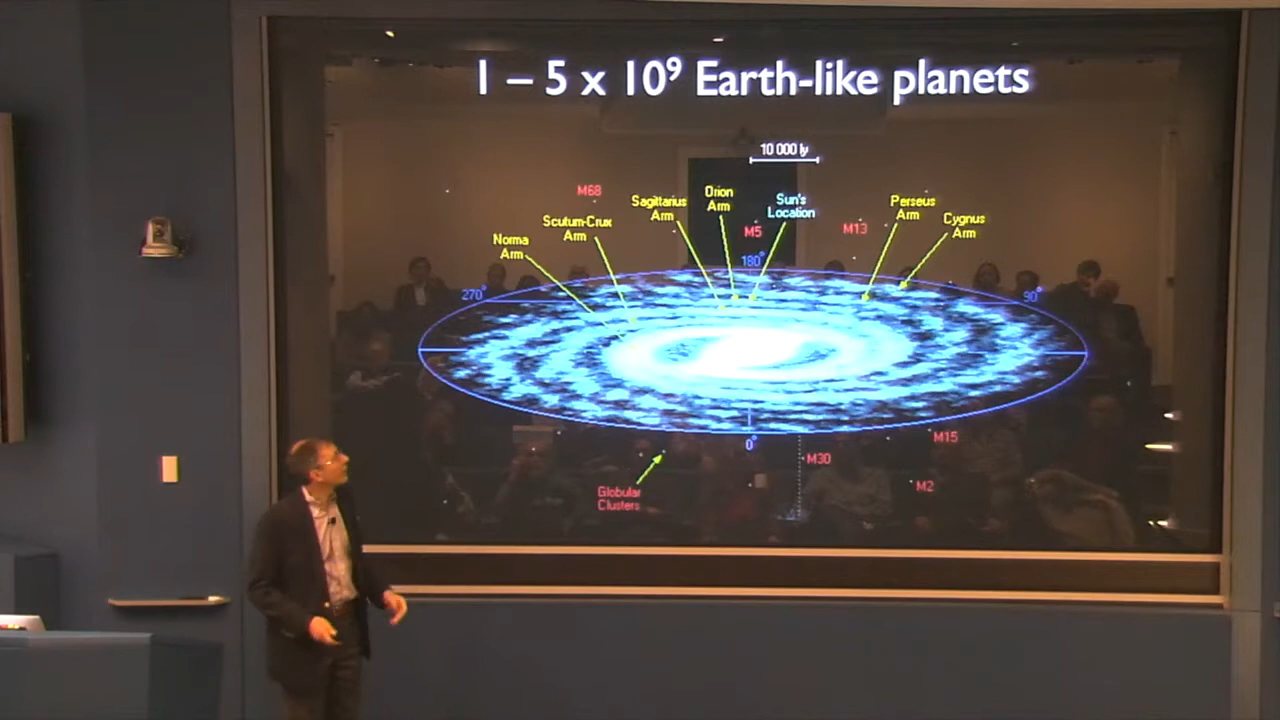 1 – 5 x 10⁹ Earth-like planets
10 000 ly
M68
Sagittarius
Arm
Orion
Arm
Sun's
Location
Perseus
Arm
Cygnus
Arm
Scutum-Crux
Arm
Norma
Arm
M5
M13
180°
270°
90°
0°
M15
M30
M2
Globular
Clusters